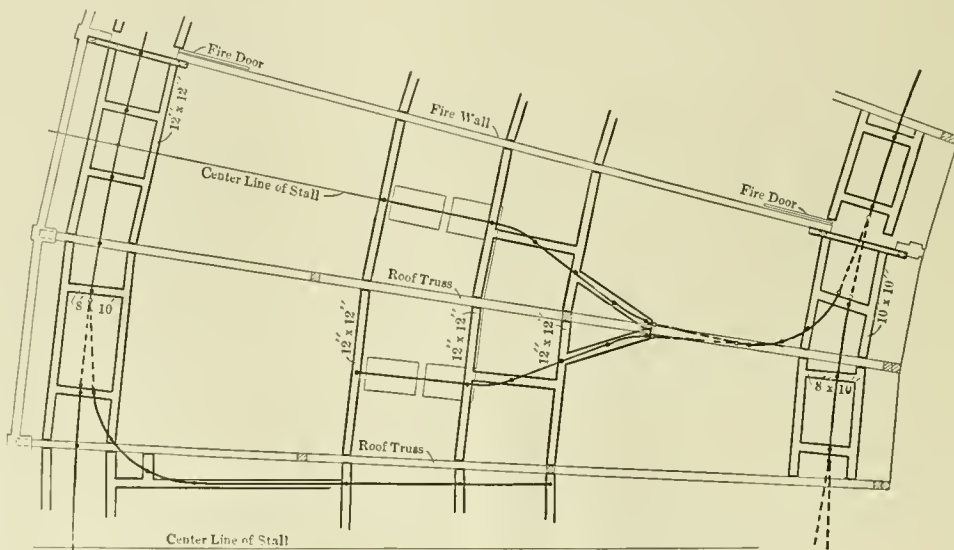 Fire Door
12" x 12"
Fire Wall
Center Line of Stall
Fire Door
Roof Truss
8 x 10
12" x 12"
12" x 12"
12" x 12"
10 x 10"
8 x 10
Roof Truss
Center Line of Stall